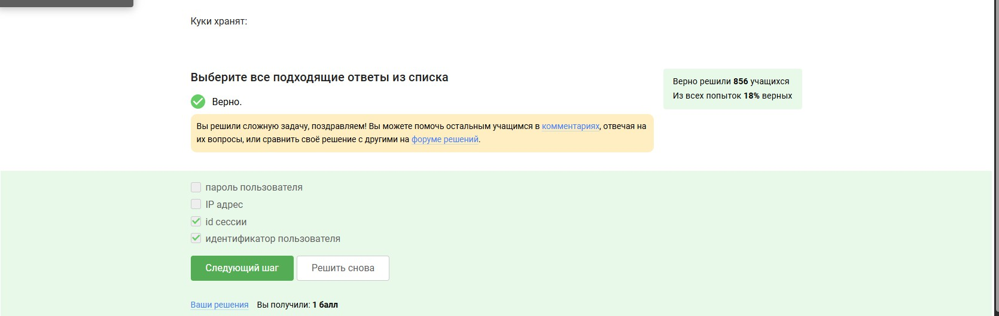 Куки хранят:
Выберите все подходящие ответы из списка
Верно решили 856 учащихся
Из всех попыток 18% верных
Верно.
Вы решили сложную задачу, поздравляем! Вы можете помочь остальным учащимся в комментариях, отвечая на
их вопросы, или сравнить своё решение с другими на форуме решений.
пароль пользователя
IP адрес
id сессии
идентификатор пользователя
Следующий шаг Решить снова
Ваши решения Вы получили: 1 балл